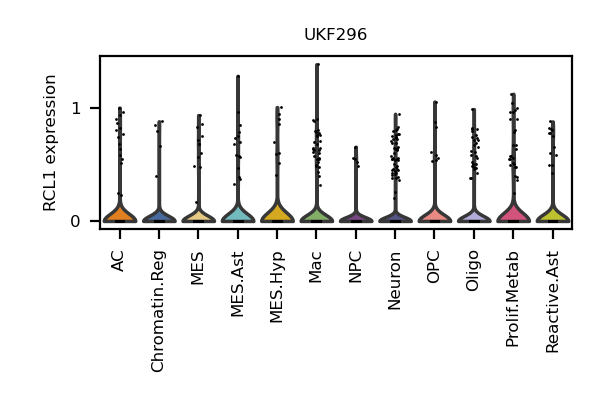 UKF296
RCL1 expression
1
0
AC
Chromatin.Reg
MES
MES.Ast
MES.Hyp
Mac
NPC
Neuron
OPC
Oligo
Prolif.Metab
Reactive.Ast